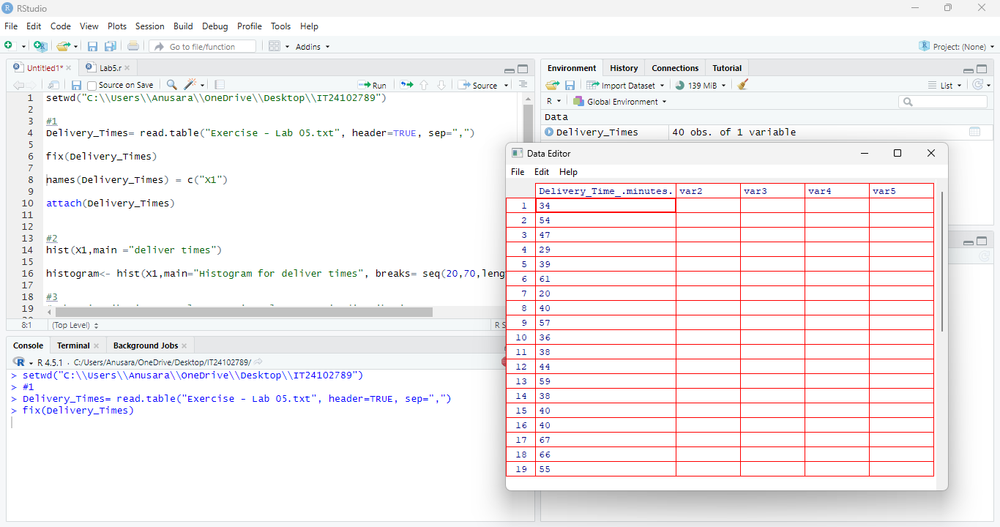 RStudio
File Edit Code View Plots Session Build Debug Profile Tools Help
Go to file/function Addins Project: (None)
Untitled1* Lab5.r
Source on Save Run Source
1 setwd("C:\\Users\\Anusara\\OneDrive\\Desktop\\IT24102789")
2
3 #1
4 Delivery_Times= read.table("Exercise - Lab 05.txt", header=TRUE, sep=",")
5
6 fix(Delivery_Times)
7
8 names(Delivery_Times) = c("X1")
9
10 attach(Delivery_Times)
11
12
13 #2
14 hist(X1,main ="deliver times")
15
16 histogram<- hist(X1,main="Histogram for deliver times", breaks= seq(20,70,leng
17
18 #3
19
8:1 (Top Level) R S
Console Terminal Background Jobs
R 4.5.1 · C:/Users/Anusara/OneDrive/Desktop/IT24102789/
> setwd("C:\\Users\\Anusara\\OneDrive\\Desktop\\IT24102789")
> #1
> Delivery_Times= read.table("Exercise - Lab 05.txt", header=TRUE, sep=",")
> fix(Delivery_Times)
Environment History Connections Tutorial
Import Dataset 139 MiB List
R Global Environment
Data
Delivery_Times 40 obs. of 1 variable
Data Editor
File Edit Help
Delivery_Time_.minutes. var2 var3 var4 var5
1 34
2 54
3 47
4 29
5 39
6 61
7 20
8 40
9 57
10 36
11 38
12 44
13 59
14 38
15 40
16 40
17 67
18 66
19 55